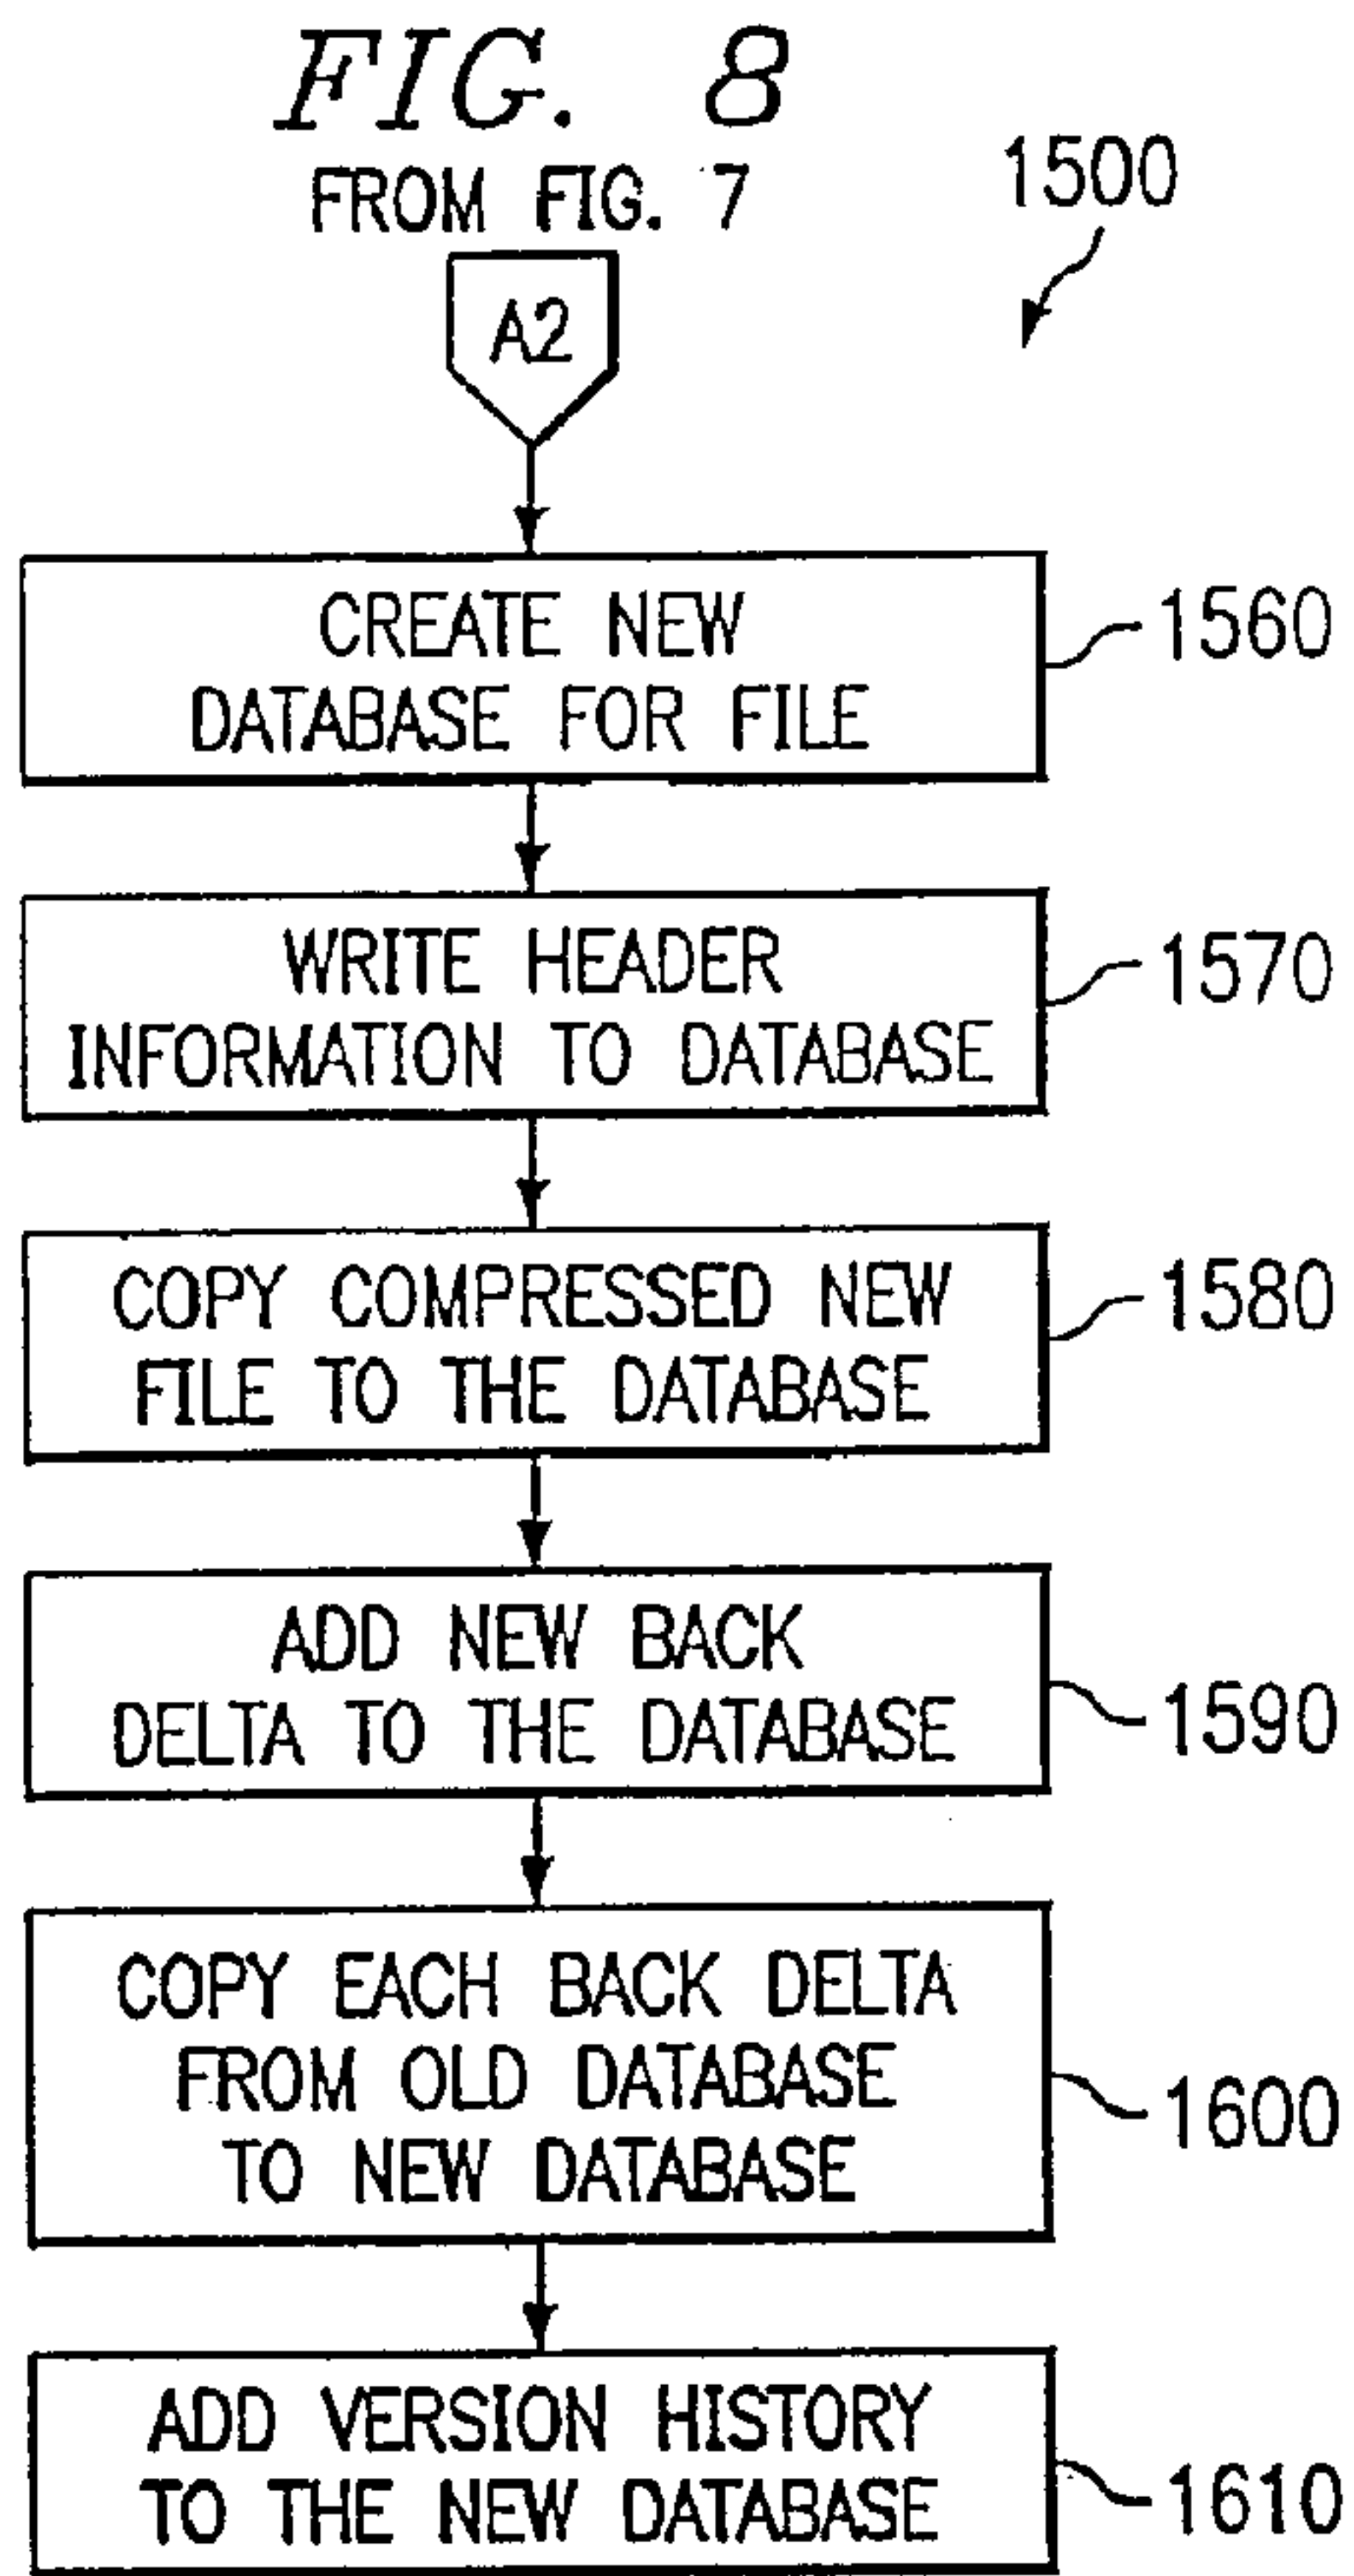 FIG. 8
FROM FIG. 7
1500
A2
CREATE NEW
DATABASE FOR FILE
1560
WRITE HEADER
INFORMATION TO DATABASE
1570
COPY COMPRESSED NEW
FILE TO THE DATABASE
1580
ADD NEW BACK
DELTA TO THE DATABASE
1590
COPY EACH BACK DELTA
FROM OLD DATABASE
TO NEW DATABASE
1600
ADD VERSION HISTORY
TO THE NEW DATABASE
1610